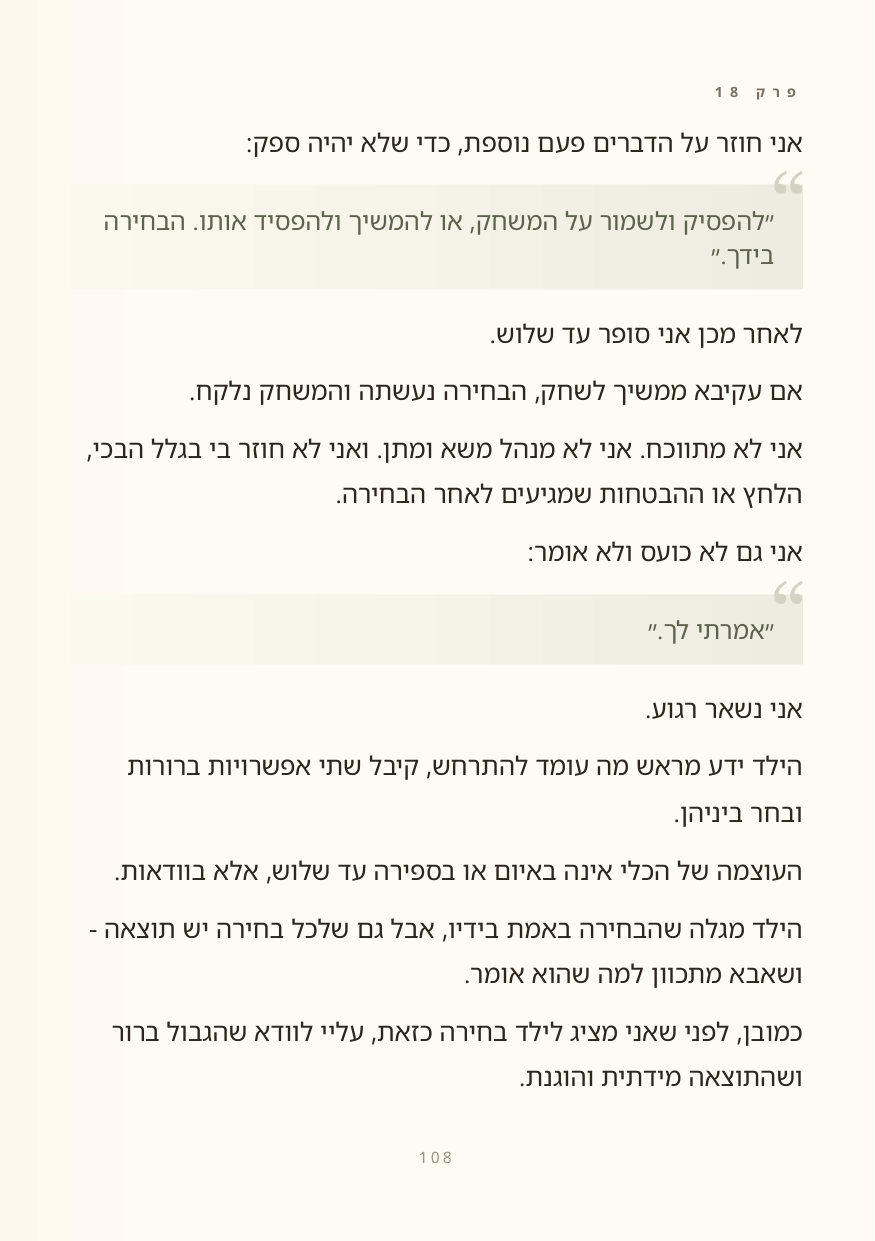 פרק 18
אני חוזר על הדברים פעם נוספת, כדי שלא יהיה ספק:
״להפסיק ולשמור על המשחק, או להמשיך ולהפסיד אותו. הבחירה
בידך.״
לאחר מכן אני סופר עד שלוש.
אם עקיבא ממשיך לשחק, הבחירה נעשתה והמשחק נלקח.
אני לא מתווכח. אני לא מנהל משא ומתן. ואני לא חוזר בי בגלל הבכי,
הלחץ או ההבטחות שמגיעים לאחר הבחירה.
אני גם לא כועס ולא אומר:
״אמרתי לך.״
אני נשאר רגוע.
הילד ידע מראש מה עומד להתרחש, קיבל שתי אפשרויות ברורות
ובחר ביניהן.
העוצמה של הכלי אינה באיום או בספירה עד שלוש, אלא בוודאות.
הילד מגלה שהבחירה באמת בידיו, אבל גם שלכל בחירה יש תוצאה -
ושאבא מתכוון למה שהוא אומר.
כמובן, לפני שאני מציג לילד בחירה כזאת, עליי לוודא שהגבול ברור
ושהתוצאה מידתית והוגנת.
108